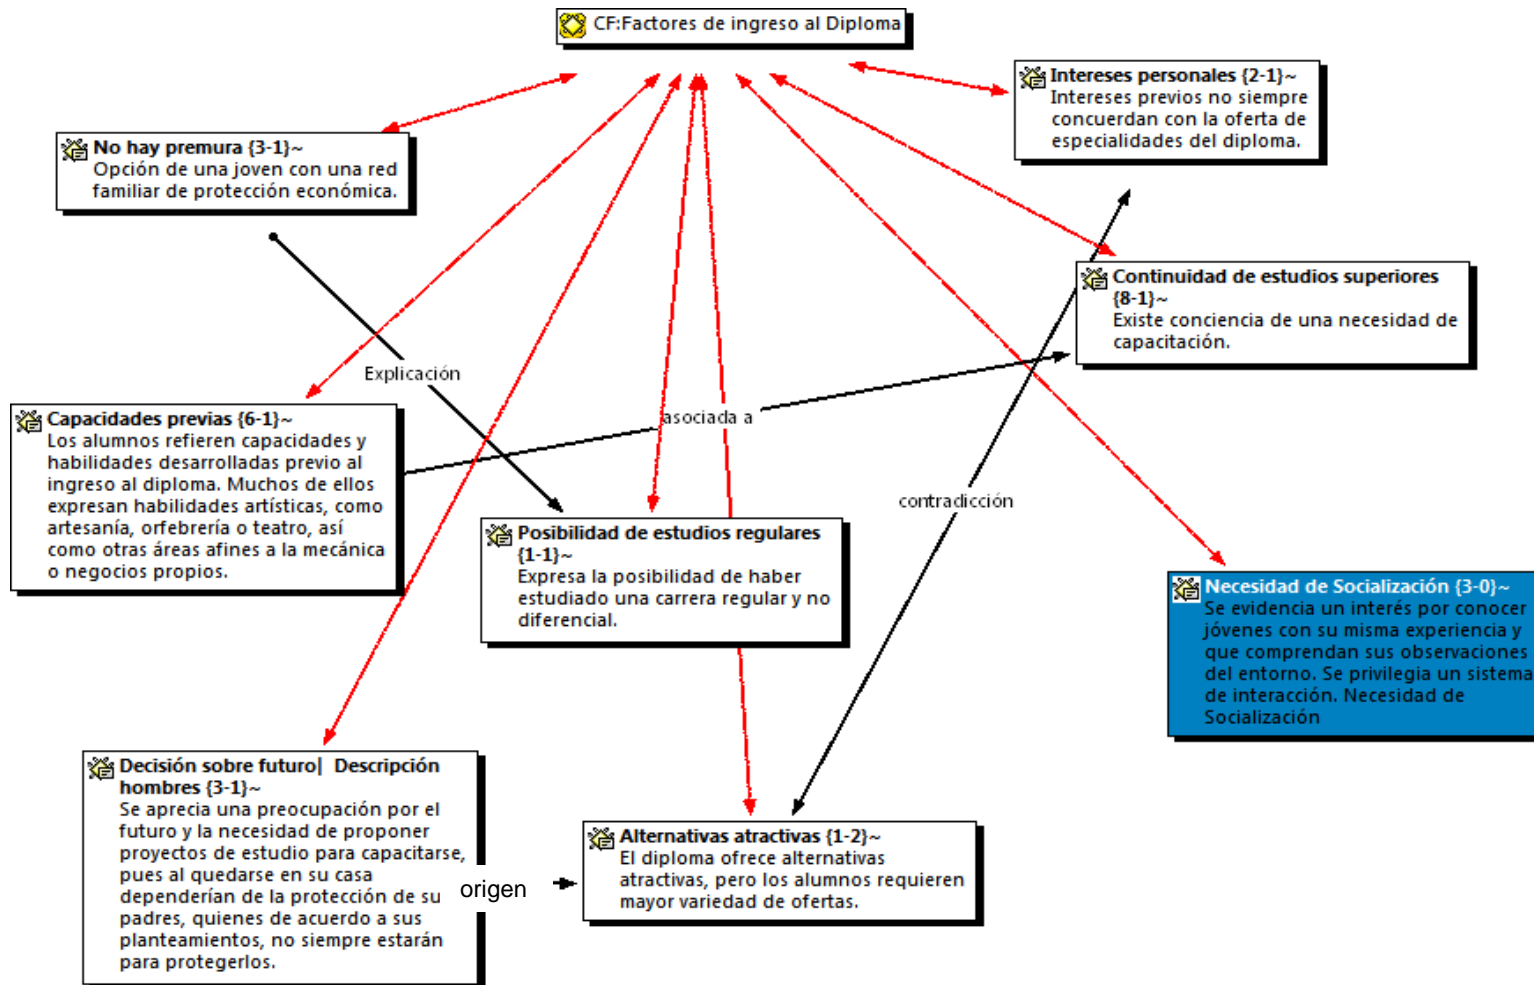 CF:Factores de ingreso al Diploma
Intereses personales {2-1}~
Intereses previos no siempre
concuerdan con la oferta de
especialidades del diploma.
No hay premura {3-1}~
Opción de una joven con una red
familiar de protección económica.
Continuidad de estudios superiores
{8-1}~
Existe conciencia de una necesidad de
capacitación.
Explicación
asociada a
Capacidades previas {6-1}~
Los alumnos refieren capacidades y
habilidades desarrolladas previo al
ingreso al diploma. Muchos de ellos
expresan habilidades artísticas, como
artesanía, orfebrería o teatro, así
como otras áreas afines a la mecánica
o negocios propios.
contradicción
Posibilidad de estudios regulares
{1-1}~
Expresa la posibilidad de haber
estudiado una carrera regular y no
diferencial.
Necesidad de Socialización {3-0}~
Se evidencia un interés por conocer
jóvenes con su misma experiencia y
que comprendan sus observaciones
del entorno. Se privilegia un sistema
de interacción. Necesidad de
Socialización
Decisión sobre futuro| Descripción
hombres {3-1}~
Se aprecia una preocupación por el
futuro y la necesidad de proponer
proyectos de estudio para capacitarse,
pues al quedarse en su casa
dependerían de la protección de su
padres, quienes de acuerdo a sus
planteamientos, no siempre estarán
para protegerlos.
origen
Alternativas atractivas {1-2}~
El diploma ofrece alternativas
atractivas, pero los alumnos requieren
mayor variedad de ofertas.